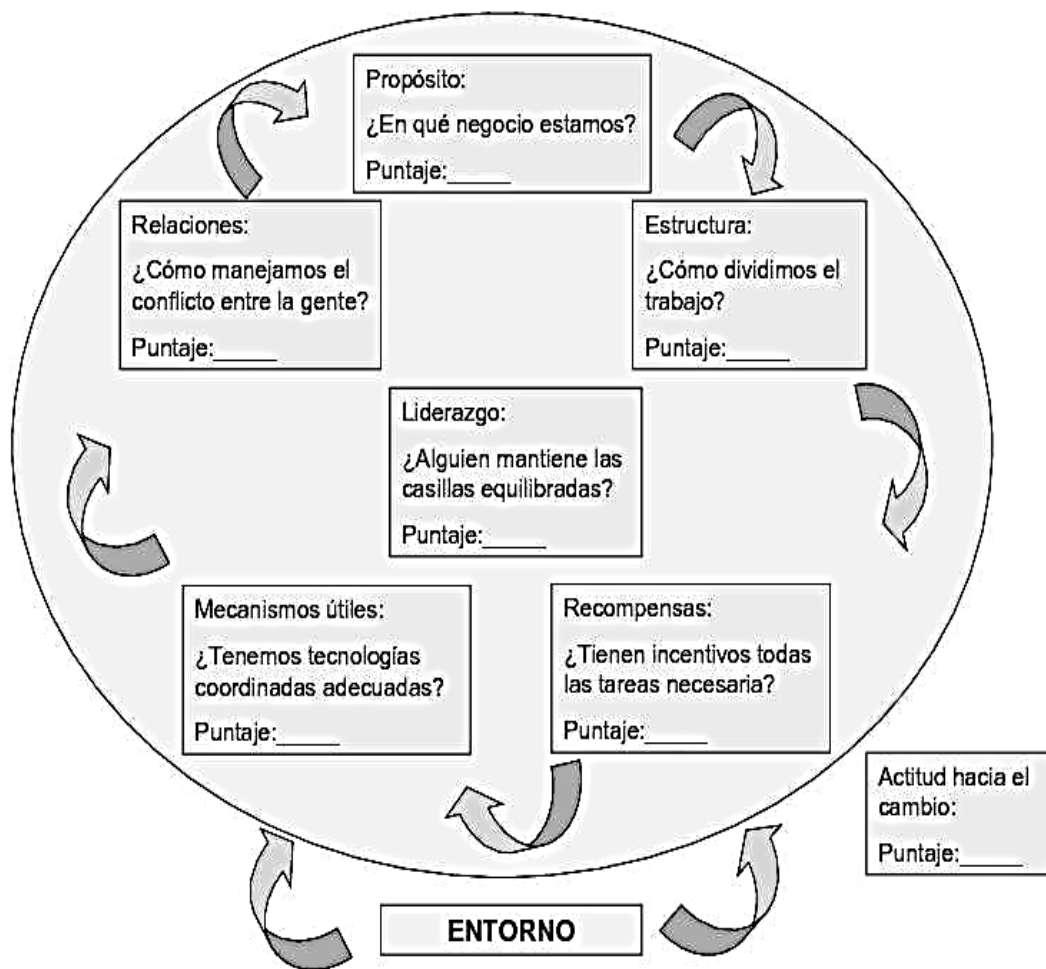 Propósito:
¿En qué negocio estamos?
Puntaje:_____
Relaciones:
¿Cómo manejamos el
conflicto entre la gente?
Puntaje:_____
Estructura:
¿Cómo dividimos el
trabajo?
Puntaje:_____
Liderazgo:
¿Alguien mantiene las
casillas equilibradas?
Puntaje:_____
Mecanismos útiles:
¿Tenemos tecnologías
coordinadas adecuadas?
Puntaje:_____
Recompensas:
¿Tienen incentivos todas
las tareas necesaria?
Puntaje:_____
Actitud hacia el
cambio:
Puntaje:_____
ENTORNO